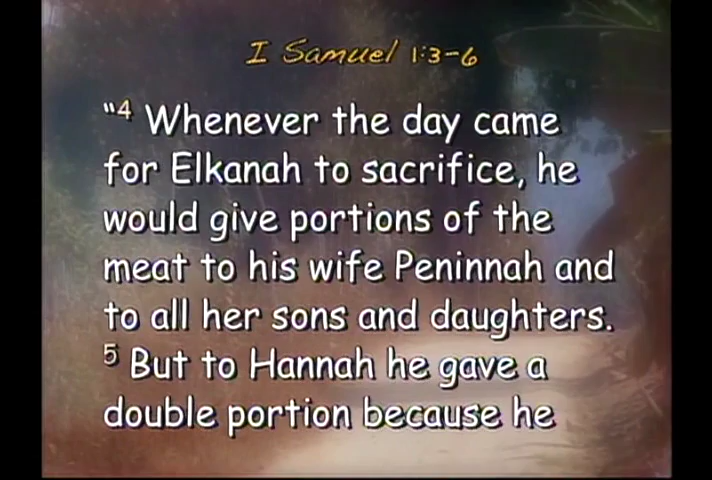 I Samuel 1:3-6
"4 Whenever the day came
for Elkanah to sacrifice, he
would give portions of the
meat to his wife Peninnah and
to all her sons and daughters.
5 But to Hannah he gave a
double portion because he